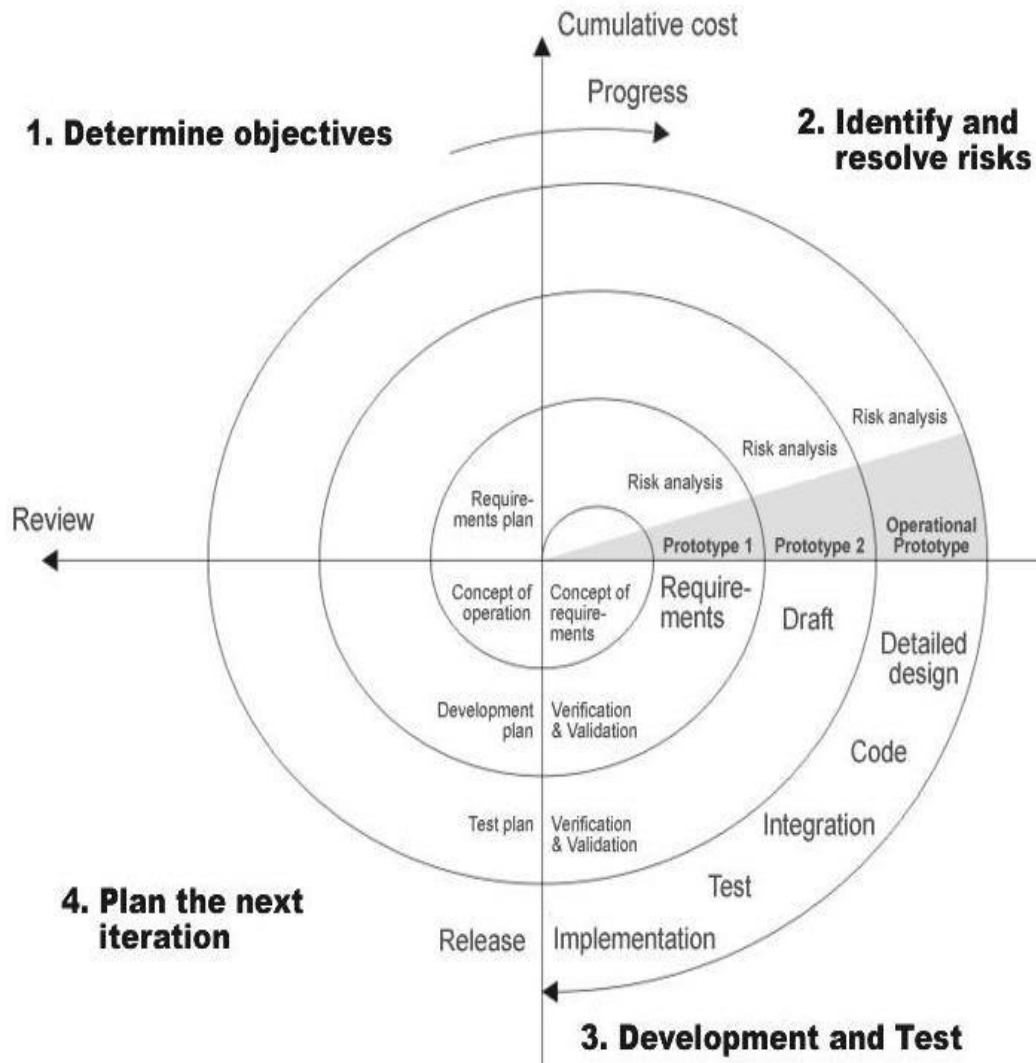 Cumulative cost
Progress
1. Determine objectives
2. Identify and
resolve risks
Risk analysis
Risk analysis
Risk analysis
Require-
ments plan
Review
Prototype 1
Prototype 2
Operational
Prototype
Concept of
operation
Concept of
require-
ments
Require-
ments
Draft
Detailed
design
Development
plan
Verification
& Validation
Code
Test plan
Verification
& Validation
Integration
Test
4. Plan the next
iteration
Release
Implementation
3. Development and Test